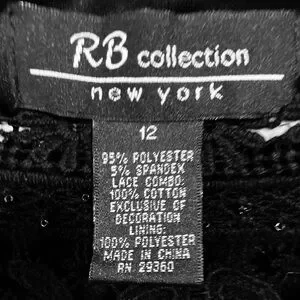 RB collection
new york
12
95% POLYESTER
5% SPANDEX
LACE COMBO:
100% COTTON
EXCLUSIVE OF
DECORATION
LINING:
100% POLYESTER
MADE IN CHINA
RN 29360